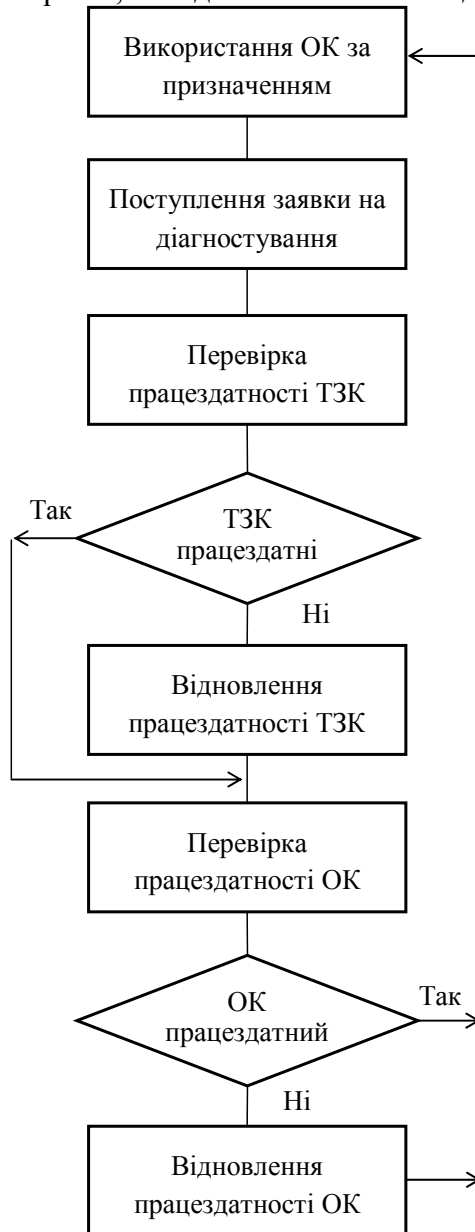 Використання ОК за
призначенням
Поступлення заявки на
діагностування
Перевірка
працездатності ТЗК
Так
ТЗК
працездатні
Ні
Відновлення
працездатності ТЗК
Перевірка
працездатності ОК
ОК
працездатний
Так
Ні
Відновлення
працездатності ОК